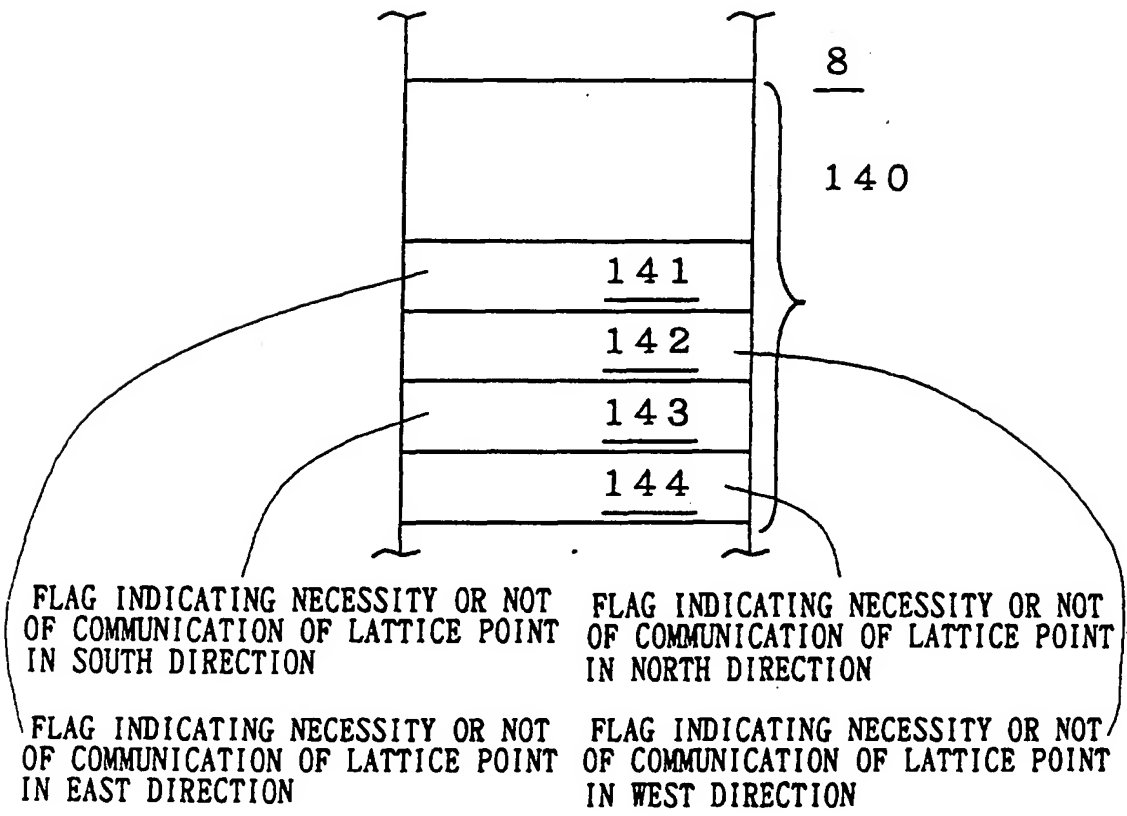 8
140
141
142
143
144
FLAG INDICATING NECESSITY OR NOT
OF COMMUNICATION OF LATTICE POINT
IN SOUTH DIRECTION
FLAG INDICATING NECESSITY OR NOT
OF COMMUNICATION OF LATTICE POINT
IN NORTH DIRECTION
FLAG INDICATING NECESSITY OR NOT
OF COMMUNICATION OF LATTICE POINT
IN EAST DIRECTION
FLAG INDICATING NECESSITY OR NOT
OF COMMUNICATION OF LATTICE POINT
IN WEST DIRECTION